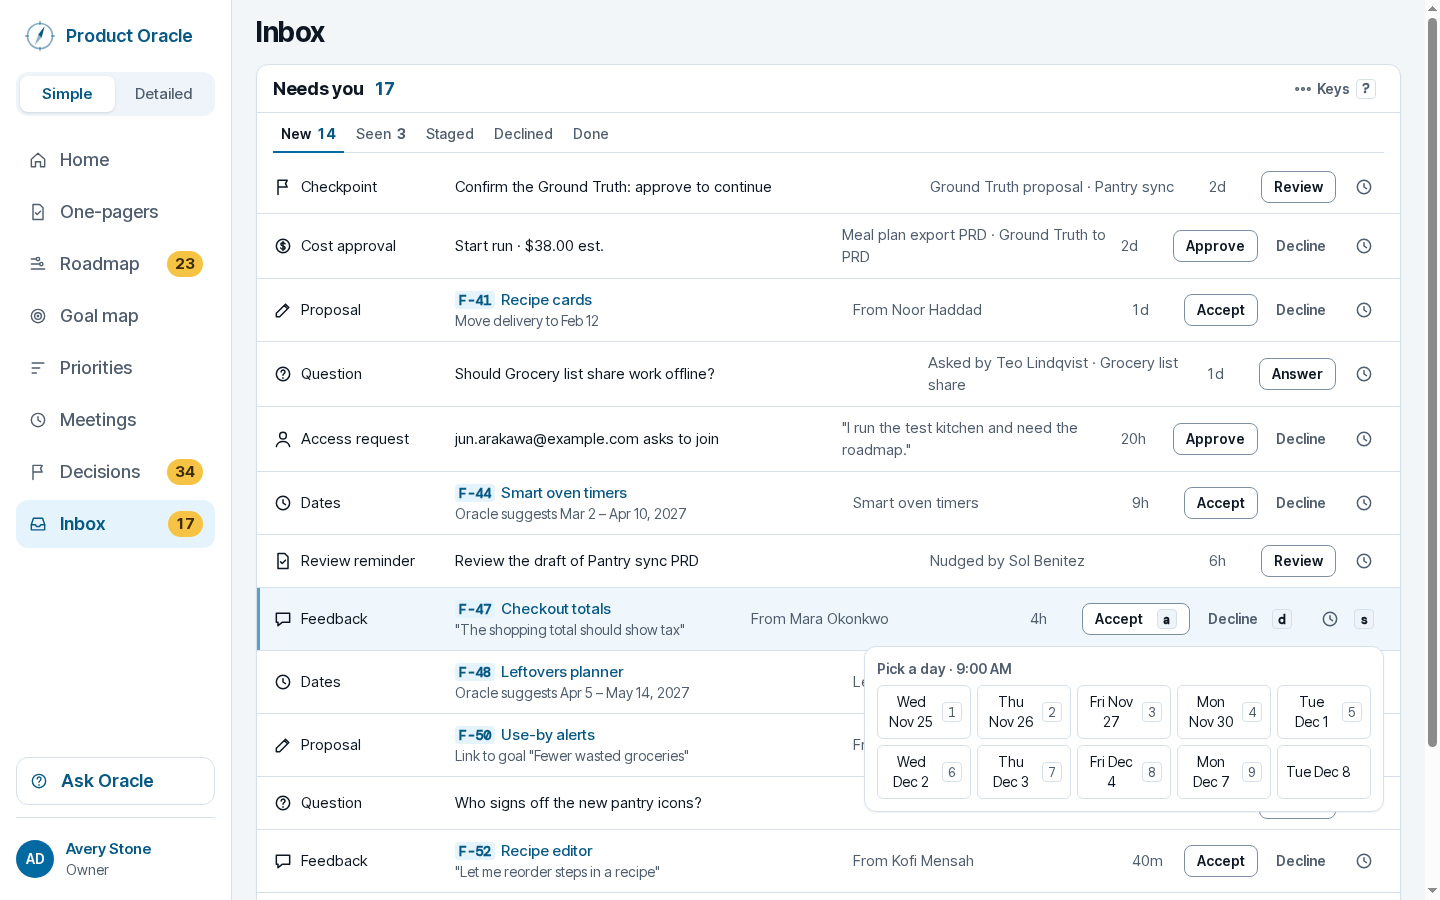 Product Oracle
Simple
Detailed
Home
One-pagers
Roadmap 23
Goal map
Priorities
Meetings
Decisions 34
Inbox 17
Ask Oracle
AD
Avery Stone
Owner
Inbox
Needs you 17
Keys ?
New 14 Seen 3 Staged Declined Done
Checkpoint Confirm the Ground Truth: approve to continue Ground Truth proposal · Pantry sync 2d Review
Cost approval Start run · $38.00 est. Meal plan export PRD · Ground Truth to
PRD 2d Approve Decline
Proposal F-41 Recipe cards
Move delivery to Feb 12 From Noor Haddad 1d Accept Decline
Question Should Grocery list share work offline? Asked by Teo Lindqvist · Grocery list
share 1d Answer
Access request jun.arakawa@example.com asks to join "I run the test kitchen and need the
roadmap." 20h Approve Decline
Dates F-44 Smart oven timers
Oracle suggests Mar 2 – Apr 10, 2027 Smart oven timers 9h Accept Decline
Review reminder Review the draft of Pantry sync PRD Nudged by Sol Benitez 6h Review
Feedback F-47 Checkout totals
"The shopping total should show tax" From Mara Okonkwo 4h Accept a Decline d s
Pick a day · 9:00 AM
Wed
Nov 25 1
Thu
Nov 26 2
Fri Nov
27 3
Mon
Nov 30 4
Tue
Dec 1 5
Wed
Dec 2 6
Thu
Dec 3 7
Fri Dec
4 8
Mon
Dec 7 9
Tue Dec 8
Dates F-48 Leftovers planner
Oracle suggests Apr 5 – May 14, 2027
Proposal F-50 Use-by alerts
Link to goal "Fewer wasted groceries"
Question Who signs off the new pantry icons?
Feedback F-52 Recipe editor
"Let me reorder steps in a recipe" From Kofi Mensah 40m Accept Decline